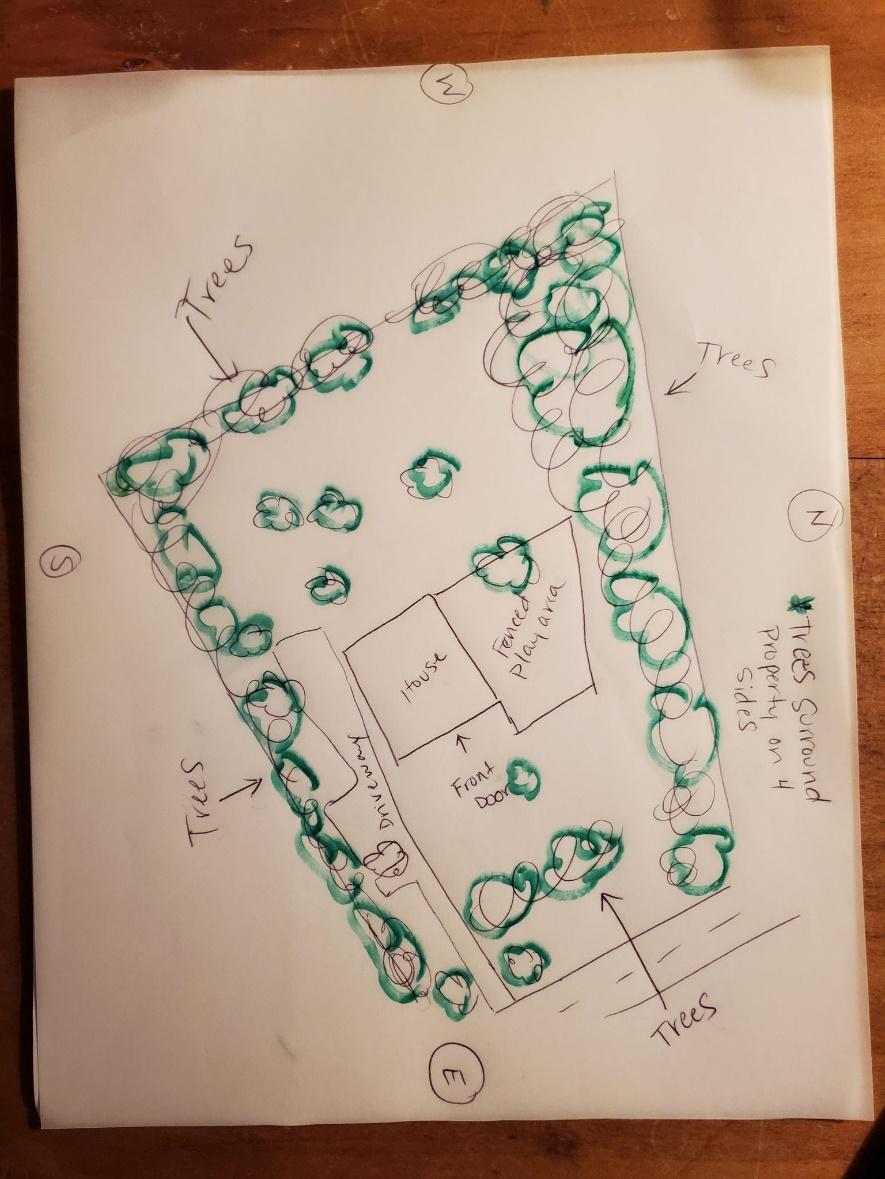 W
Trees
Trees
N
S
*Trees Surround
Property on 4
Sides
Fenced
Play area
House
Driveway
Trees
Front
Door
Trees
E